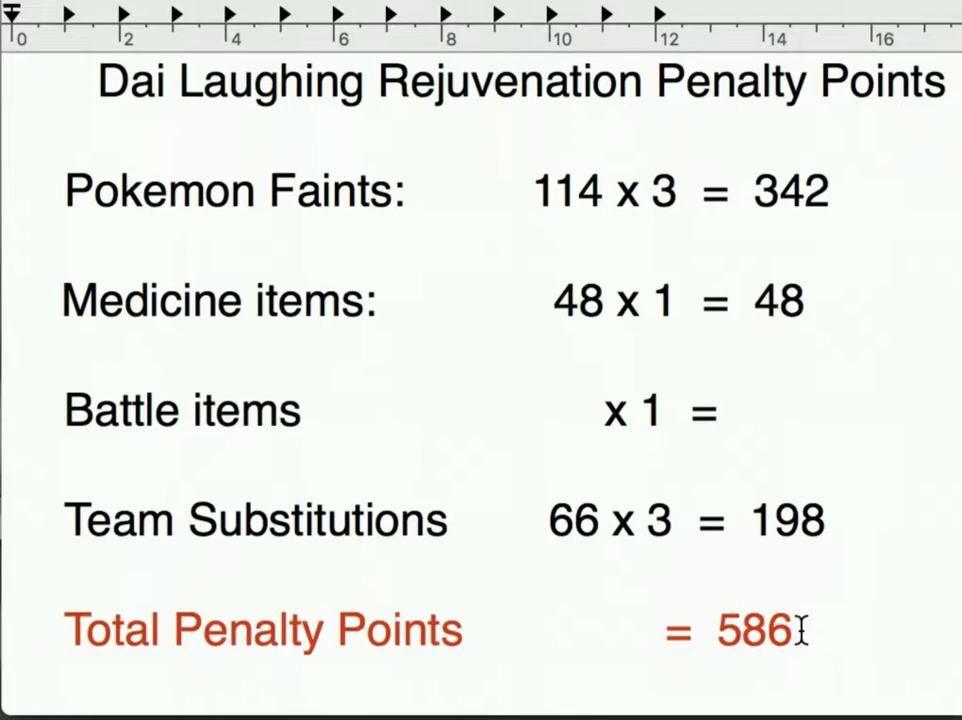 0 2 4 6 8 10 12 14 16
Dai Laughing Rejuvenation Penalty Points
Pokemon Faints: 114 x 3 = 342
Medicine items: 48 x 1 = 48
Battle items x 1 =
Team Substitutions 66 x 3 = 198
Total Penalty Points = 586